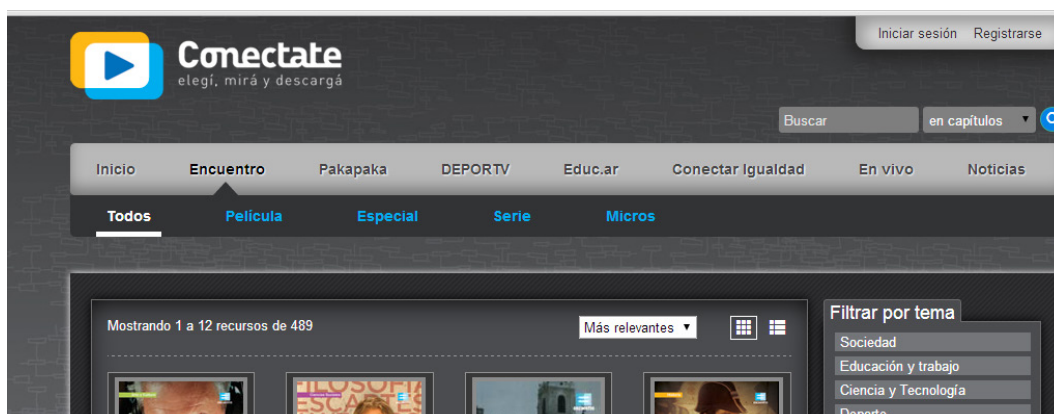 Iniciar sesión Registrarse
Conectate
elegí, mirá y descargá
Buscar en capítulos
Inicio Encuentro Pakapaka DEPORTV Educ.ar Conectar Igualdad En vivo Noticias
Todos Película Especial Serie Micros
Mostrando 1 a 12 recursos de 489 Más relevantes
Filtrar por tema
Sociedad
Educación y trabajo
Ciencia y Tecnología
Deporte
FILOSOFÍA